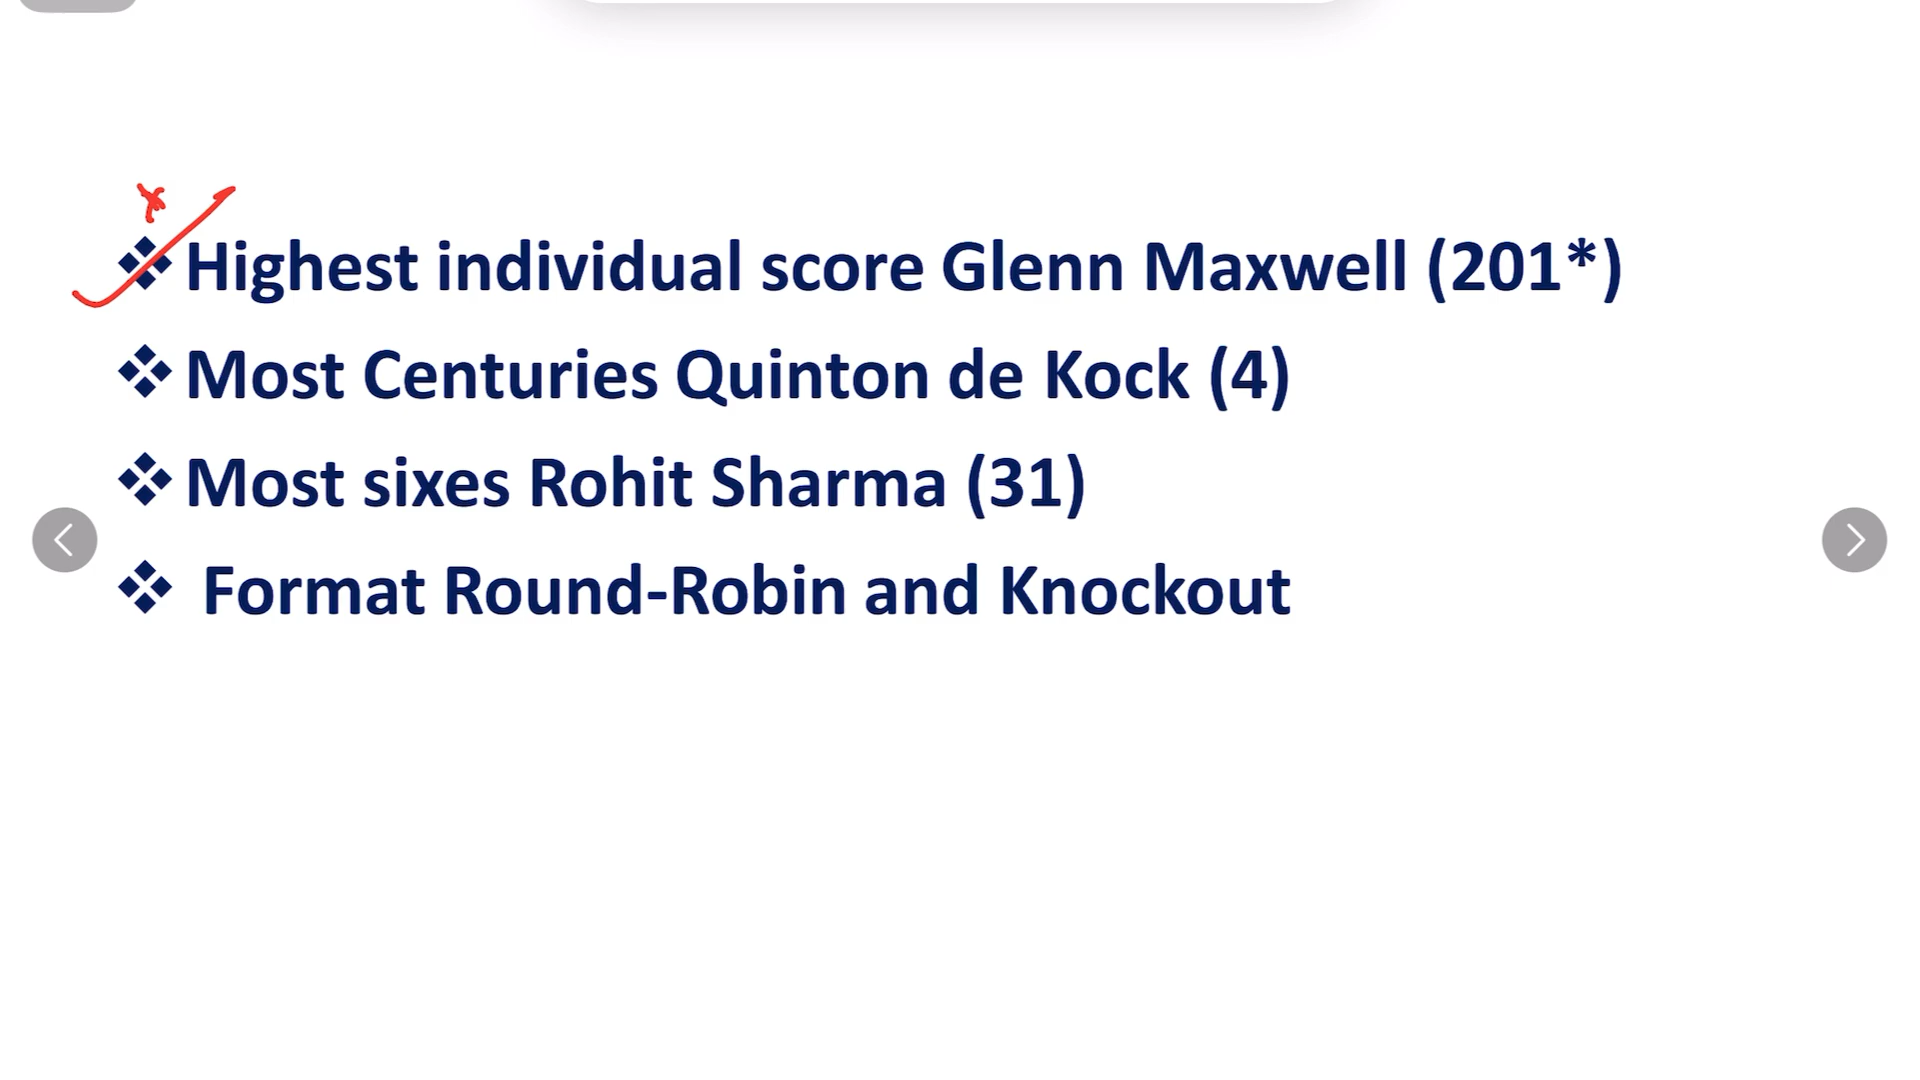 ❖Highest individual score Glenn Maxwell (201*)
❖Most Centuries Quinton de Kock (4)
❖Most sixes Rohit Sharma (31)
❖ Format Round-Robin and Knockout